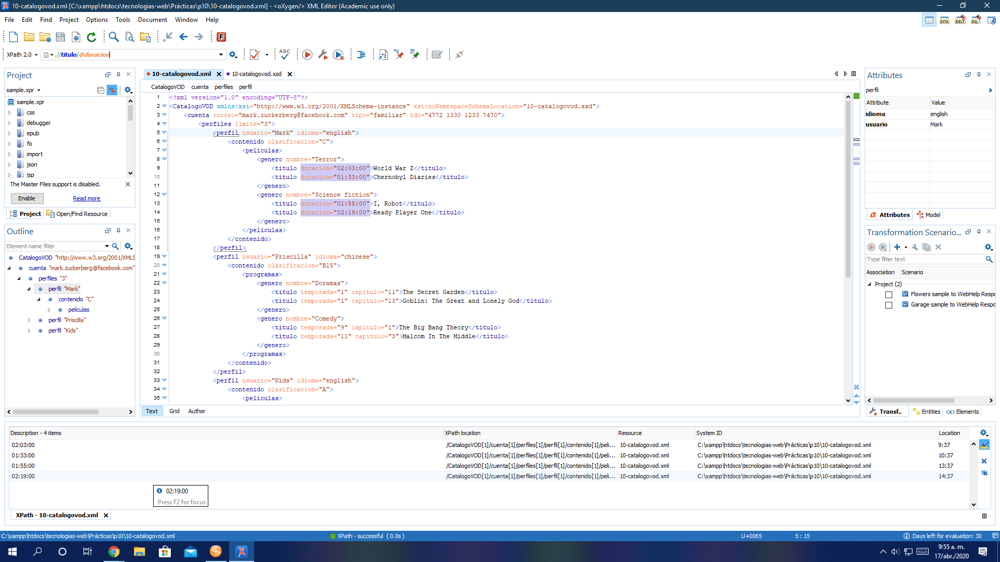 10-catalogovod.xml [C:\xampp\htdocs\tecnologias-web\Prácticas\p10\10-catalogovod.xml] - <oXygen/> XML Editor (Academic use only)
File Edit Find Project Options Tools Document Window Help
DITA XSLT XQ
XPath 2.0 .//titulo/@duracion
ABC
Project
sample.xpr
sample.xpr
css
debugger
epub
fo
import
json
jsp
The Master Files support is disabled.
Enable Read more
Project Open/Find Resource
Outline
Element name filter
CatalogoVOD "http://www.w3.org/2001/XMLS
cuenta "mark.zuckerberg@facebook.com"
perfiles "3"
perfil "Mark"
contenido "C"
peliculas
perfil "Priscilla"
perfil "Kids"
10-catalogovod.xml 10-catalogovod.xsd
CatalogoVOD cuenta perfiles perfil
1 <?xml version="1.0" encoding="UTF-8"?>
2 <CatalogoVOD xmlns:xsi="http://www.w3.org/2001/XMLSchema-instance" xsi:noNamespaceSchemaLocation="10-catalogovod.xsd">
3 <cuenta correo="mark.zuckerberg@facebook.com" tipo="familiar" tdc="4772 1330 1233 7470">
4 <perfiles limite="3">
5 <perfil usuario="Mark" idioma="english">
6 <contenido clasificacion="C">
7 <peliculas>
8 <genero nombre="Terror">
9 <titulo duracion="02:03:00">World War Z</titulo>
10 <titulo duracion="01:33:00">Chernobyl Diaries</titulo>
11 </genero>
12 <genero nombre="Science fiction">
13 <titulo duracion="01:55:00">I, Robot</titulo>
14 <titulo duracion="02:19:00">Ready Player One</titulo>
15 </genero>
16 </peliculas>
17 </contenido>
18 </perfil>
19 <perfil usuario="Priscilla" idioma="chinese">
20 <contenido clasificacion="B15">
21 <programas>
22 <genero nombre="Doramas">
23 <titulo temporada="1" capitulo="11">The Secret Garden</titulo>
24 <titulo temporada="1" capitulo="13">Goblin: The Great and Lonely God</titulo>
25 </genero>
26 <genero nombre="Comedy">
27 <titulo temporada="9" capitulo="1">The Big Bang Theory</titulo>
28 <titulo temporada="11" capitulo="3">Malcom In The Middle</titulo>
29 </genero>
30 </programas>
31 </contenido>
32 </perfil>
33 <perfil usuario="Kids" idioma="english">
34 <contenido clasificacion="A">
35 <peliculas>
Text Grid Author
Attributes
perfil
Attribute Value
idioma english
usuario Mark
Attributes Model
Transformation Scenario...
Type filter text
Association Scenario
Project (2)
Flowers sample to WebHelp Respo
Garage sample to WebHelp Respo
Transf.. Entities Elements
Description - 4 items XPath location Resource System ID Location
02:03:00 /CatalogoVOD[1]/cuenta[1]/perfiles[1]/perfil[1]/contenido[1]/peli... 10-catalogovod.xml C:\xampp\htdocs\tecnologias-web\Prácticas\p10\10-catalogovod.xml 9:37
01:33:00 /CatalogoVOD[1]/cuenta[1]/perfiles[1]/perfil[1]/contenido[1]/peli... 10-catalogovod.xml C:\xampp\htdocs\tecnologias-web\Prácticas\p10\10-catalogovod.xml 10:37
01:55:00 /CatalogoVOD[1]/cuenta[1]/perfiles[1]/perfil[1]/contenido[1]/peli... 10-catalogovod.xml C:\xampp\htdocs\tecnologias-web\Prácticas\p10\10-catalogovod.xml 13:37
02:19:00 /CatalogoVOD[1]/cuenta[1]/perfiles[1]/perfil[1]/contenido[1]/peli... 10-catalogovod.xml C:\xampp\htdocs\tecnologias-web\Prácticas\p10\10-catalogovod.xml 14:37
02:19:00
Press F2 for focus
XPath - 10-catalogovod.xml
C:\xampp\htdocs\tecnologias-web\Prácticas\p10\10-catalogovod.xml XPath - successful (0.0s) U+0065 5 : 15 Days left for evaluation: 30
9:55 a. m.
17/abr./2020